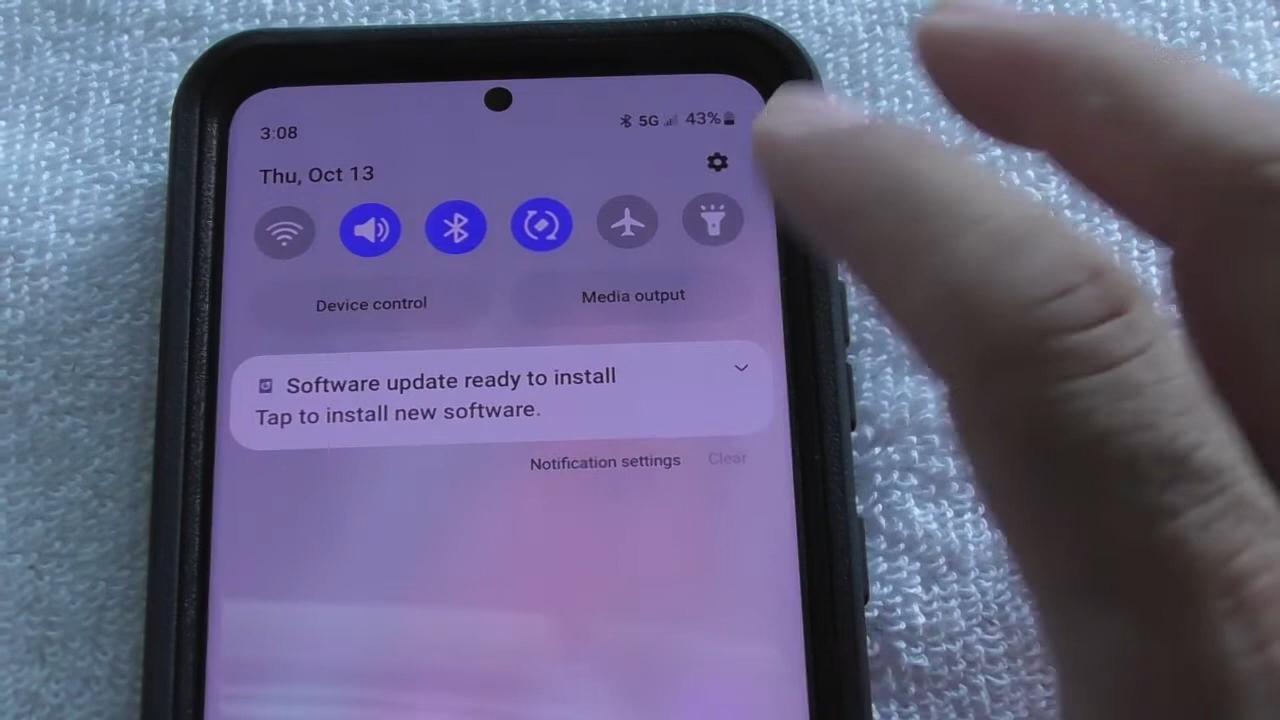 3:08
5G 43%
Thu, Oct 13
Device control
Media output
Software update ready to install
Tap to install new software.
Notification settings
Clear